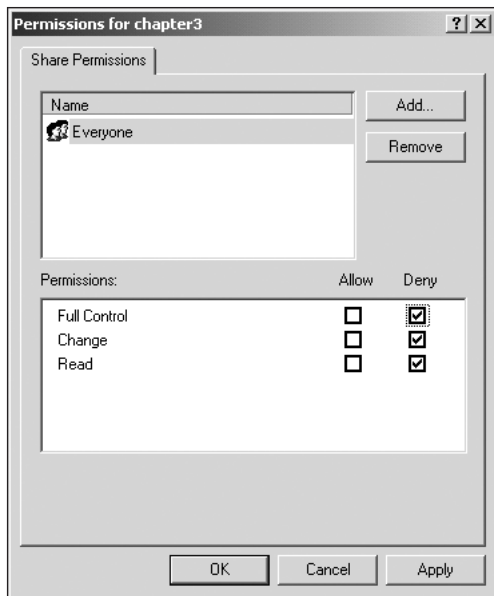 Permissions for chapter3
Share Permissions
Name
Add...
Everyone
Remove
Permissions: Allow Deny
Full Control
Change
Read
OK Cancel Apply